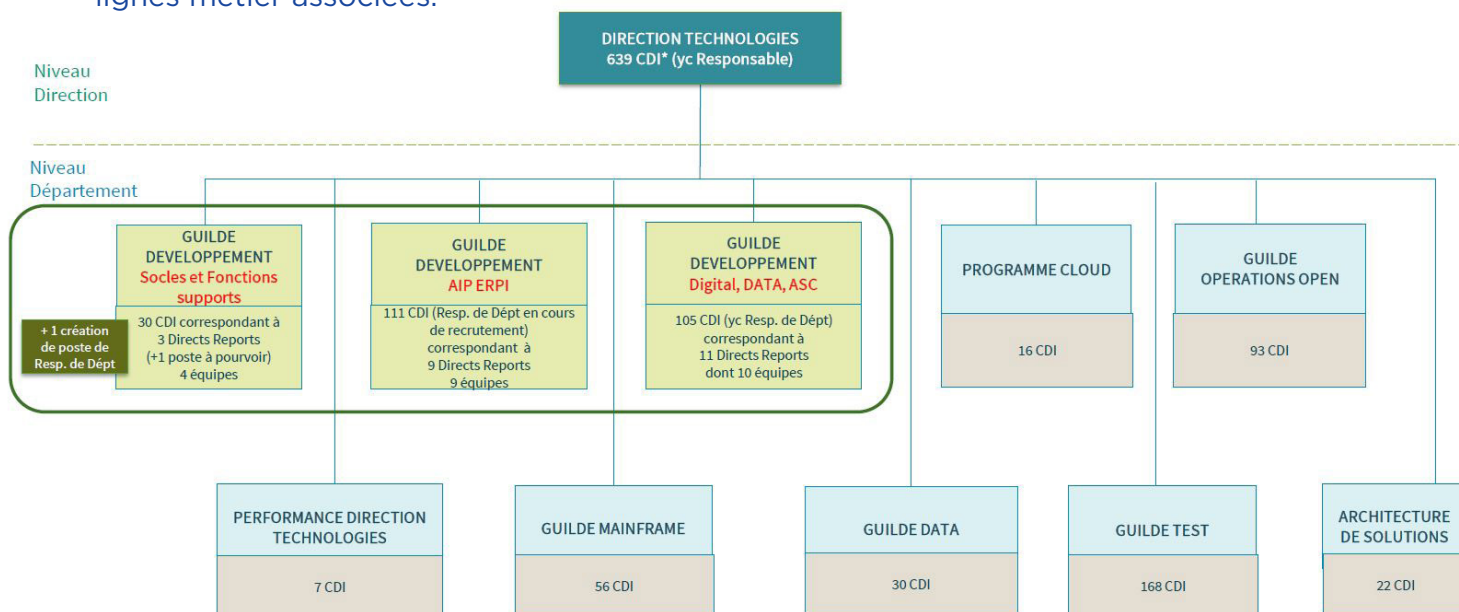 lignes métier associées.
DIRECTION TECHNOLOGIES
639 CDI* (yc Responsable)
Niveau
Direction
Niveau
Département
GUILDE
DEVELOPPEMENT
Socles et Fonctions
supports
30 CDI correspondant à
3 Directs Reports
(+1 poste à pourvoir)
4 équipes
+ 1 création
de poste de
Resp. de Dépt
GUILDE
DEVELOPPEMENT
AIP ERPI
111 CDI (Resp. de Dépt en cours
de recrutement)
correspondant à
9 Directs Reports
9 équipes
GUILDE
DEVELOPPEMENT
Digital, DATA, ASC
105 CDI (yc Resp. de Dépt)
correspondant à
11 Directs Reports
dont 10 équipes
PROGRAMME CLOUD
16 CDI
GUILDE
OPERATIONS OPEN
93 CDI
PERFORMANCE DIRECTION
TECHNOLOGIES
7 CDI
GUILDE MAINFRAME
56 CDI
GUILDE DATA
30 CDI
GUILDE TEST
168 CDI
ARCHITECTURE
DE SOLUTIONS
22 CDI